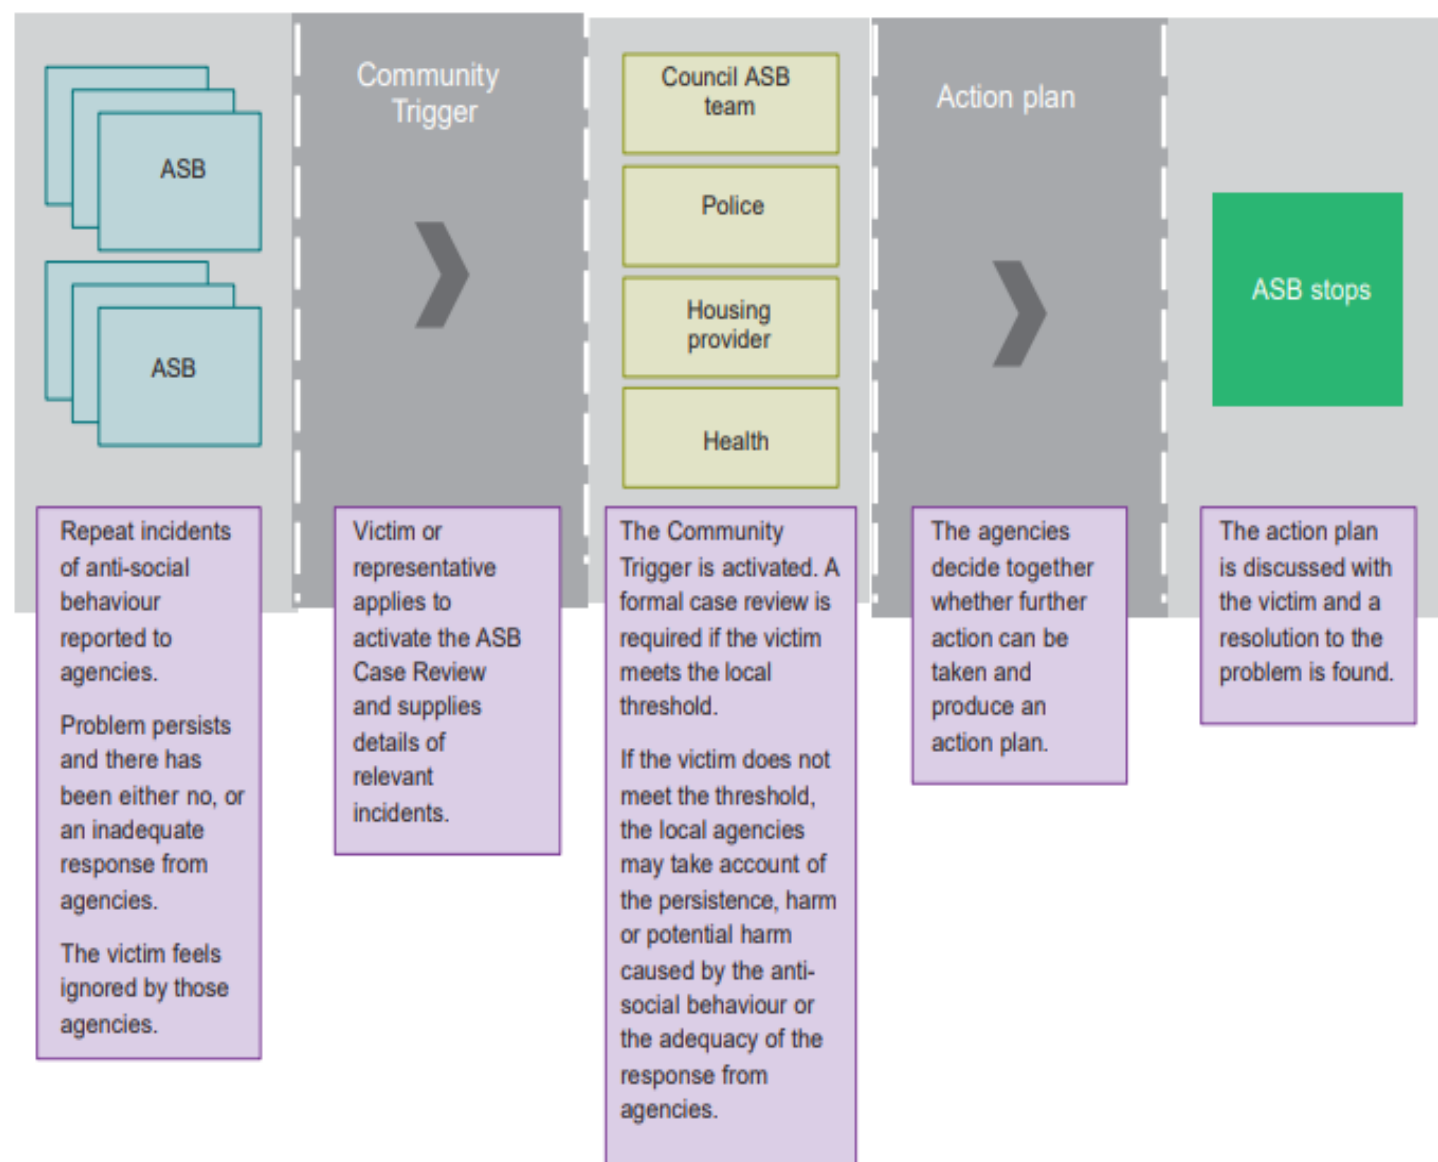 ASB
ASB
Community
Trigger
Council ASB
team
Police
Housing
provider
Health
Action plan
ASB stops
Repeat incidents
of anti-social
behaviour
reported to
agencies.
Problem persists
and there has
been either no, or
an inadequate
response from
agencies.
The victim feels
ignored by those
agencies.
Victim or
representative
applies to
activate the ASB
Case Review
and supplies
details of
relevant
incidents.
The Community
Trigger is activated. A
formal case review is
required if the victim
meets the local
threshold.
If the victim does not
meet the threshold,
the local agencies
may take account of
the persistence, harm
or potential harm
caused by the anti-
social behaviour or
the adequacy of the
response from
agencies.
The agencies
decide together
whether further
action can be
taken and
produce an
action plan.
The action plan
is discussed with
the victim and a
resolution to the
problem is found.